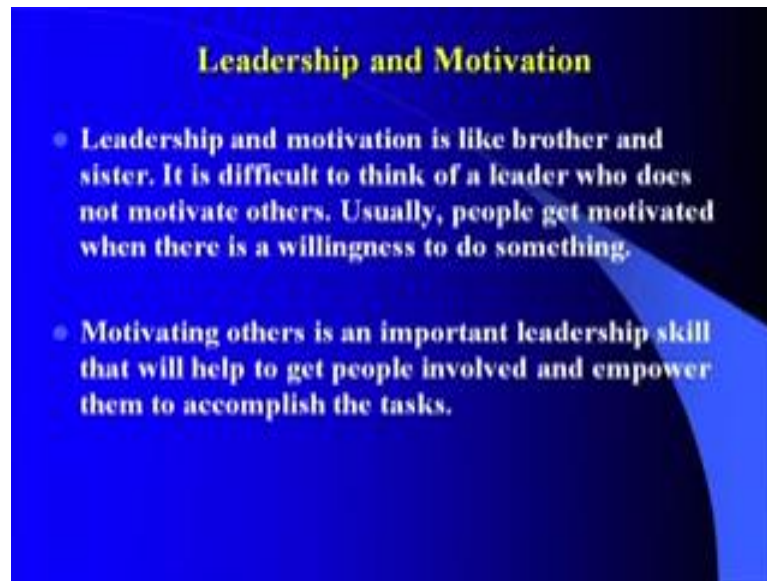 Leadership and Motivation
Leadership and motivation is like brother and
sister. It is difficult to think of a leader who does
not motivate others. Usually, people get motivated
when there is a willingness to do something.
Motivating others is an important leadership skill
that will help to get people involved and empower
them to accomplish the tasks.